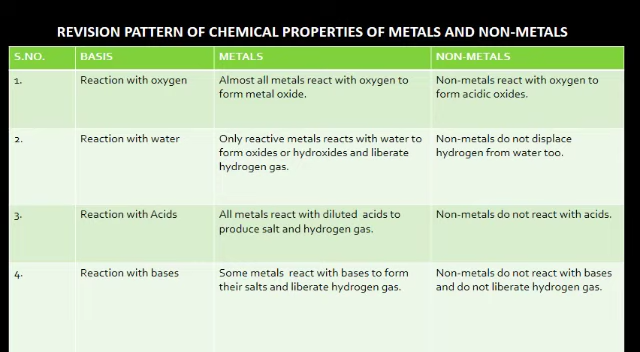 REVISION PATTERN OF CHEMICAL PROPERTIES OF METALS AND NON-METALS
S.NO. BASIS METALS NON-METALS
1. Reaction with oxygen Almost all metals react with oxygen to Non-metals react with oxygen to
form metal oxide. form acidic oxides.
2. Reaction with water Only reactive metals reacts with water to Non-metals do not displace
form oxides or hydroxides and liberate hydrogen from water too.
hydrogen gas.
3. Reaction with Acids All metals react with diluted acids to Non-metals do not react with acids.
produce salt and hydrogen gas.
4. Reaction with bases Some metals react with bases to form Non-metals do not react with bases
their salts and liberate hydrogen gas. and do not liberate hydrogen gas.